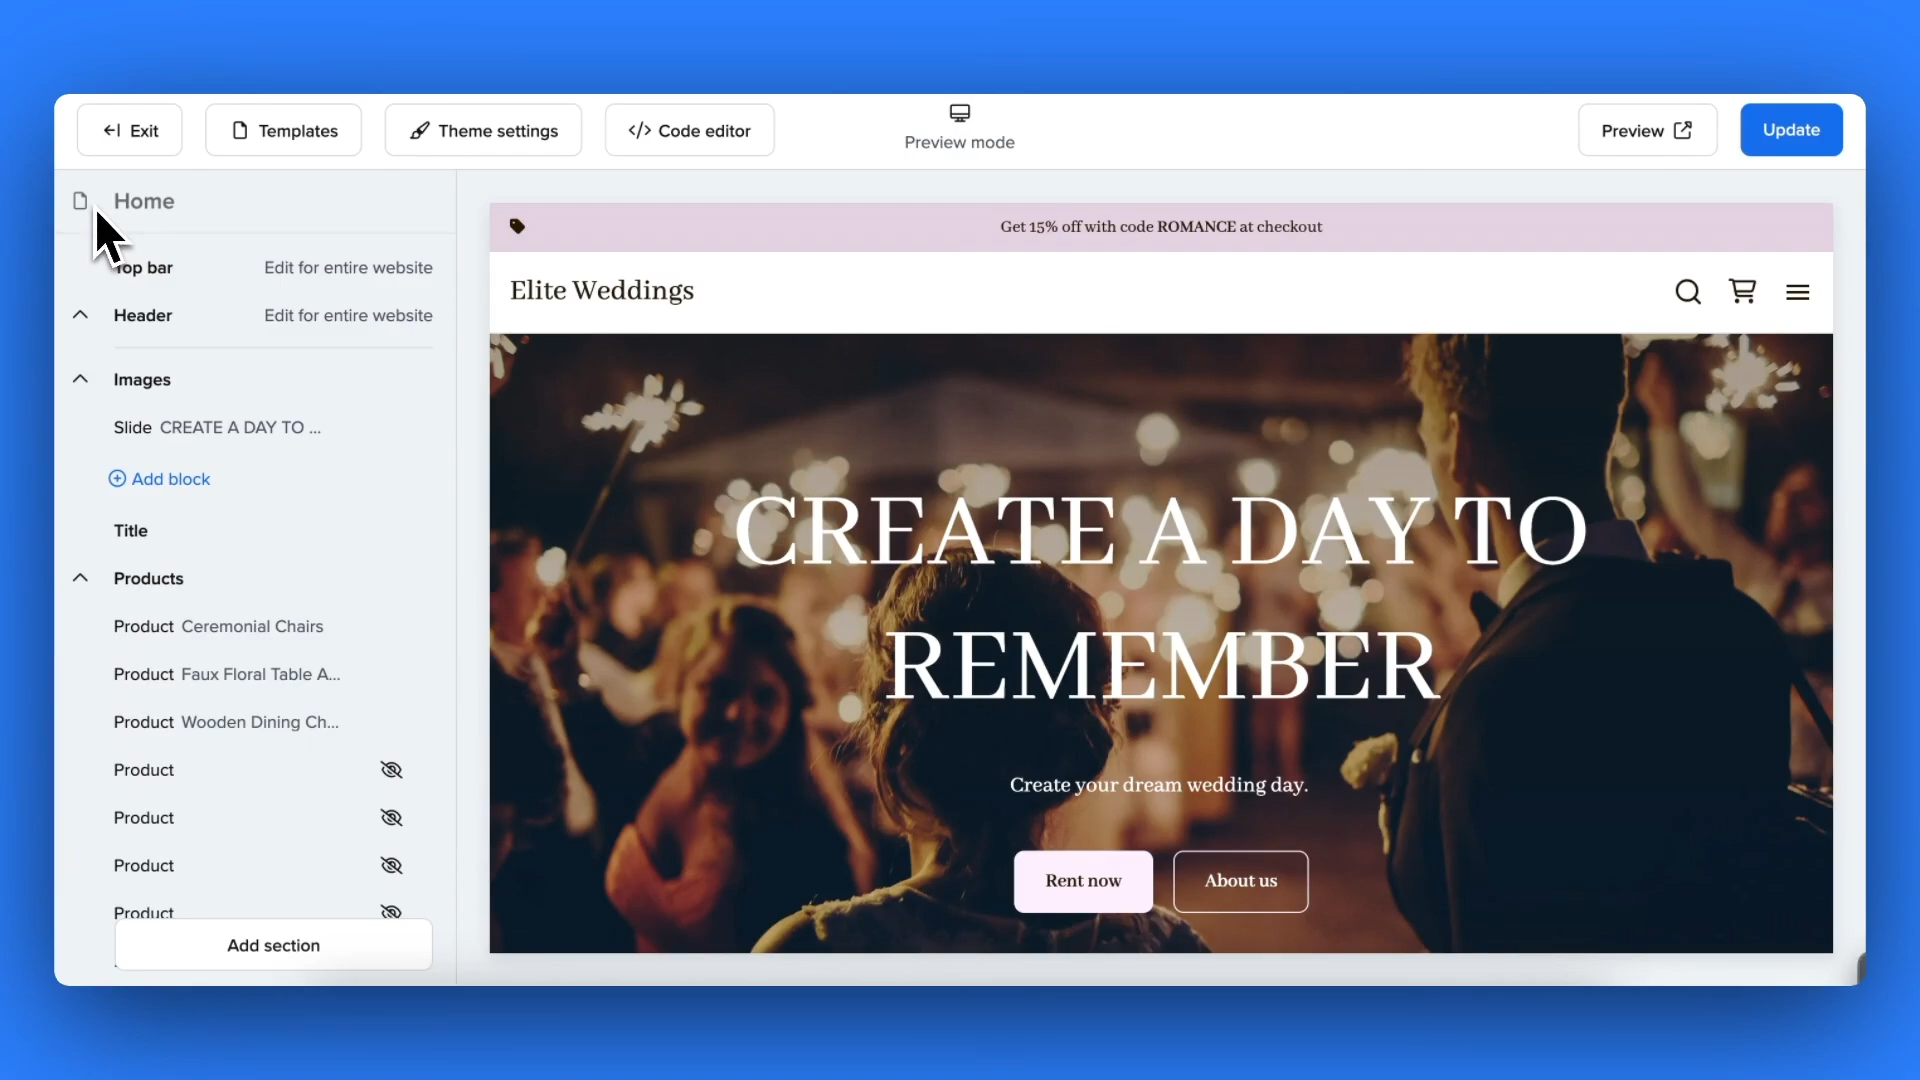 Exit
Templates
Theme settings
</> Code editor
Preview mode
Preview
Update
Home
Top bar Edit for entire website
Header Edit for entire website
Images
Slide CREATE A DAY TO ...
Add block
Title
Products
Product Ceremonial Chairs
Product Faux Floral Table A...
Product Wooden Dining Ch...
Product
Product
Product
Product
Add section
Get 15% off with code ROMANCE at checkout
Elite Weddings
CREATE A DAY TO
REMEMBER
Create your dream wedding day.
Rent now
About us